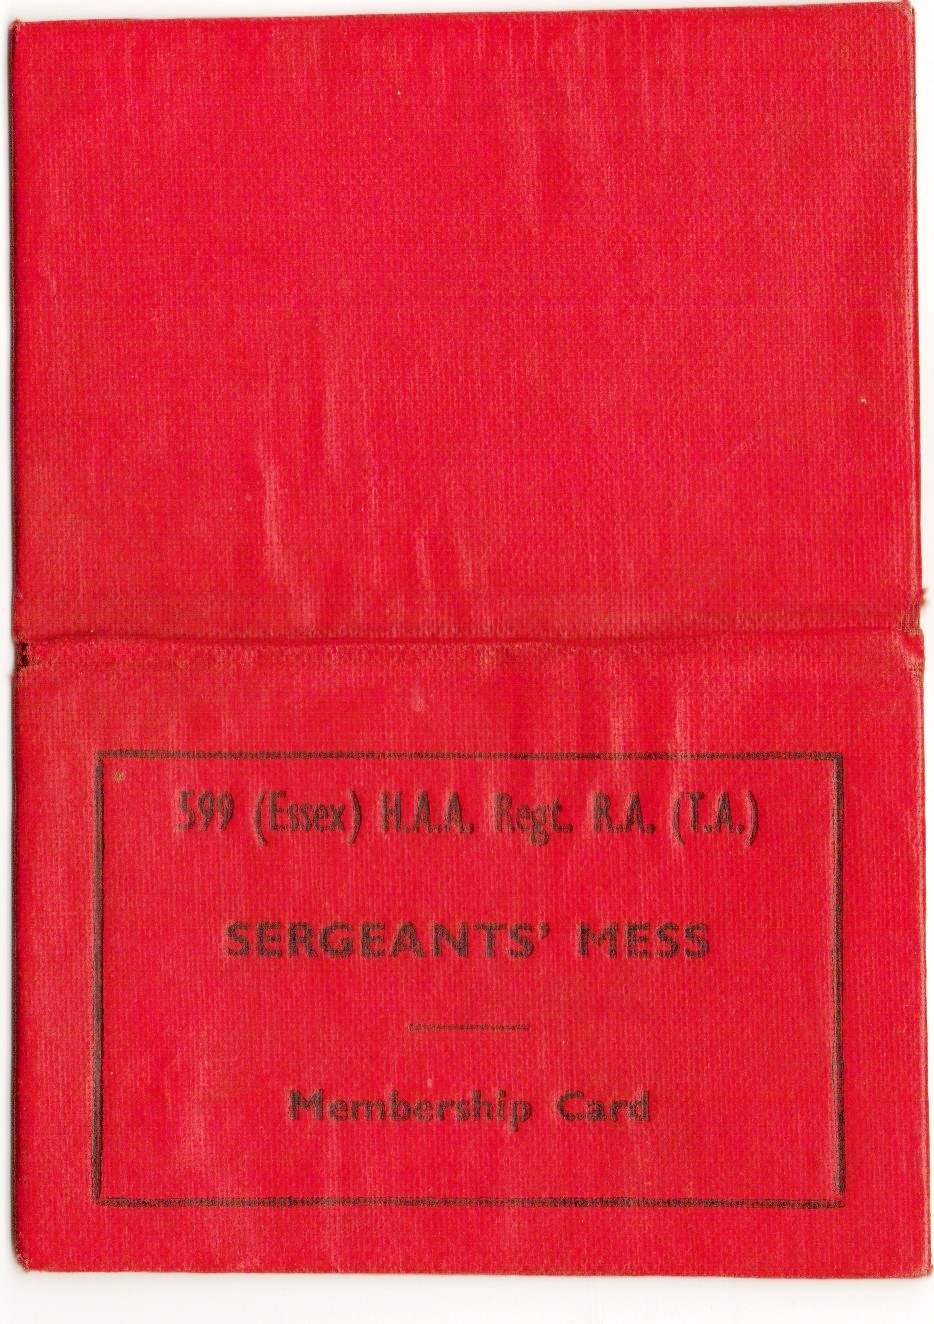 599 (Essex) H.A.A. Regt. R.A. (T.A.)
SERGEANTS' MESS
Membership Card